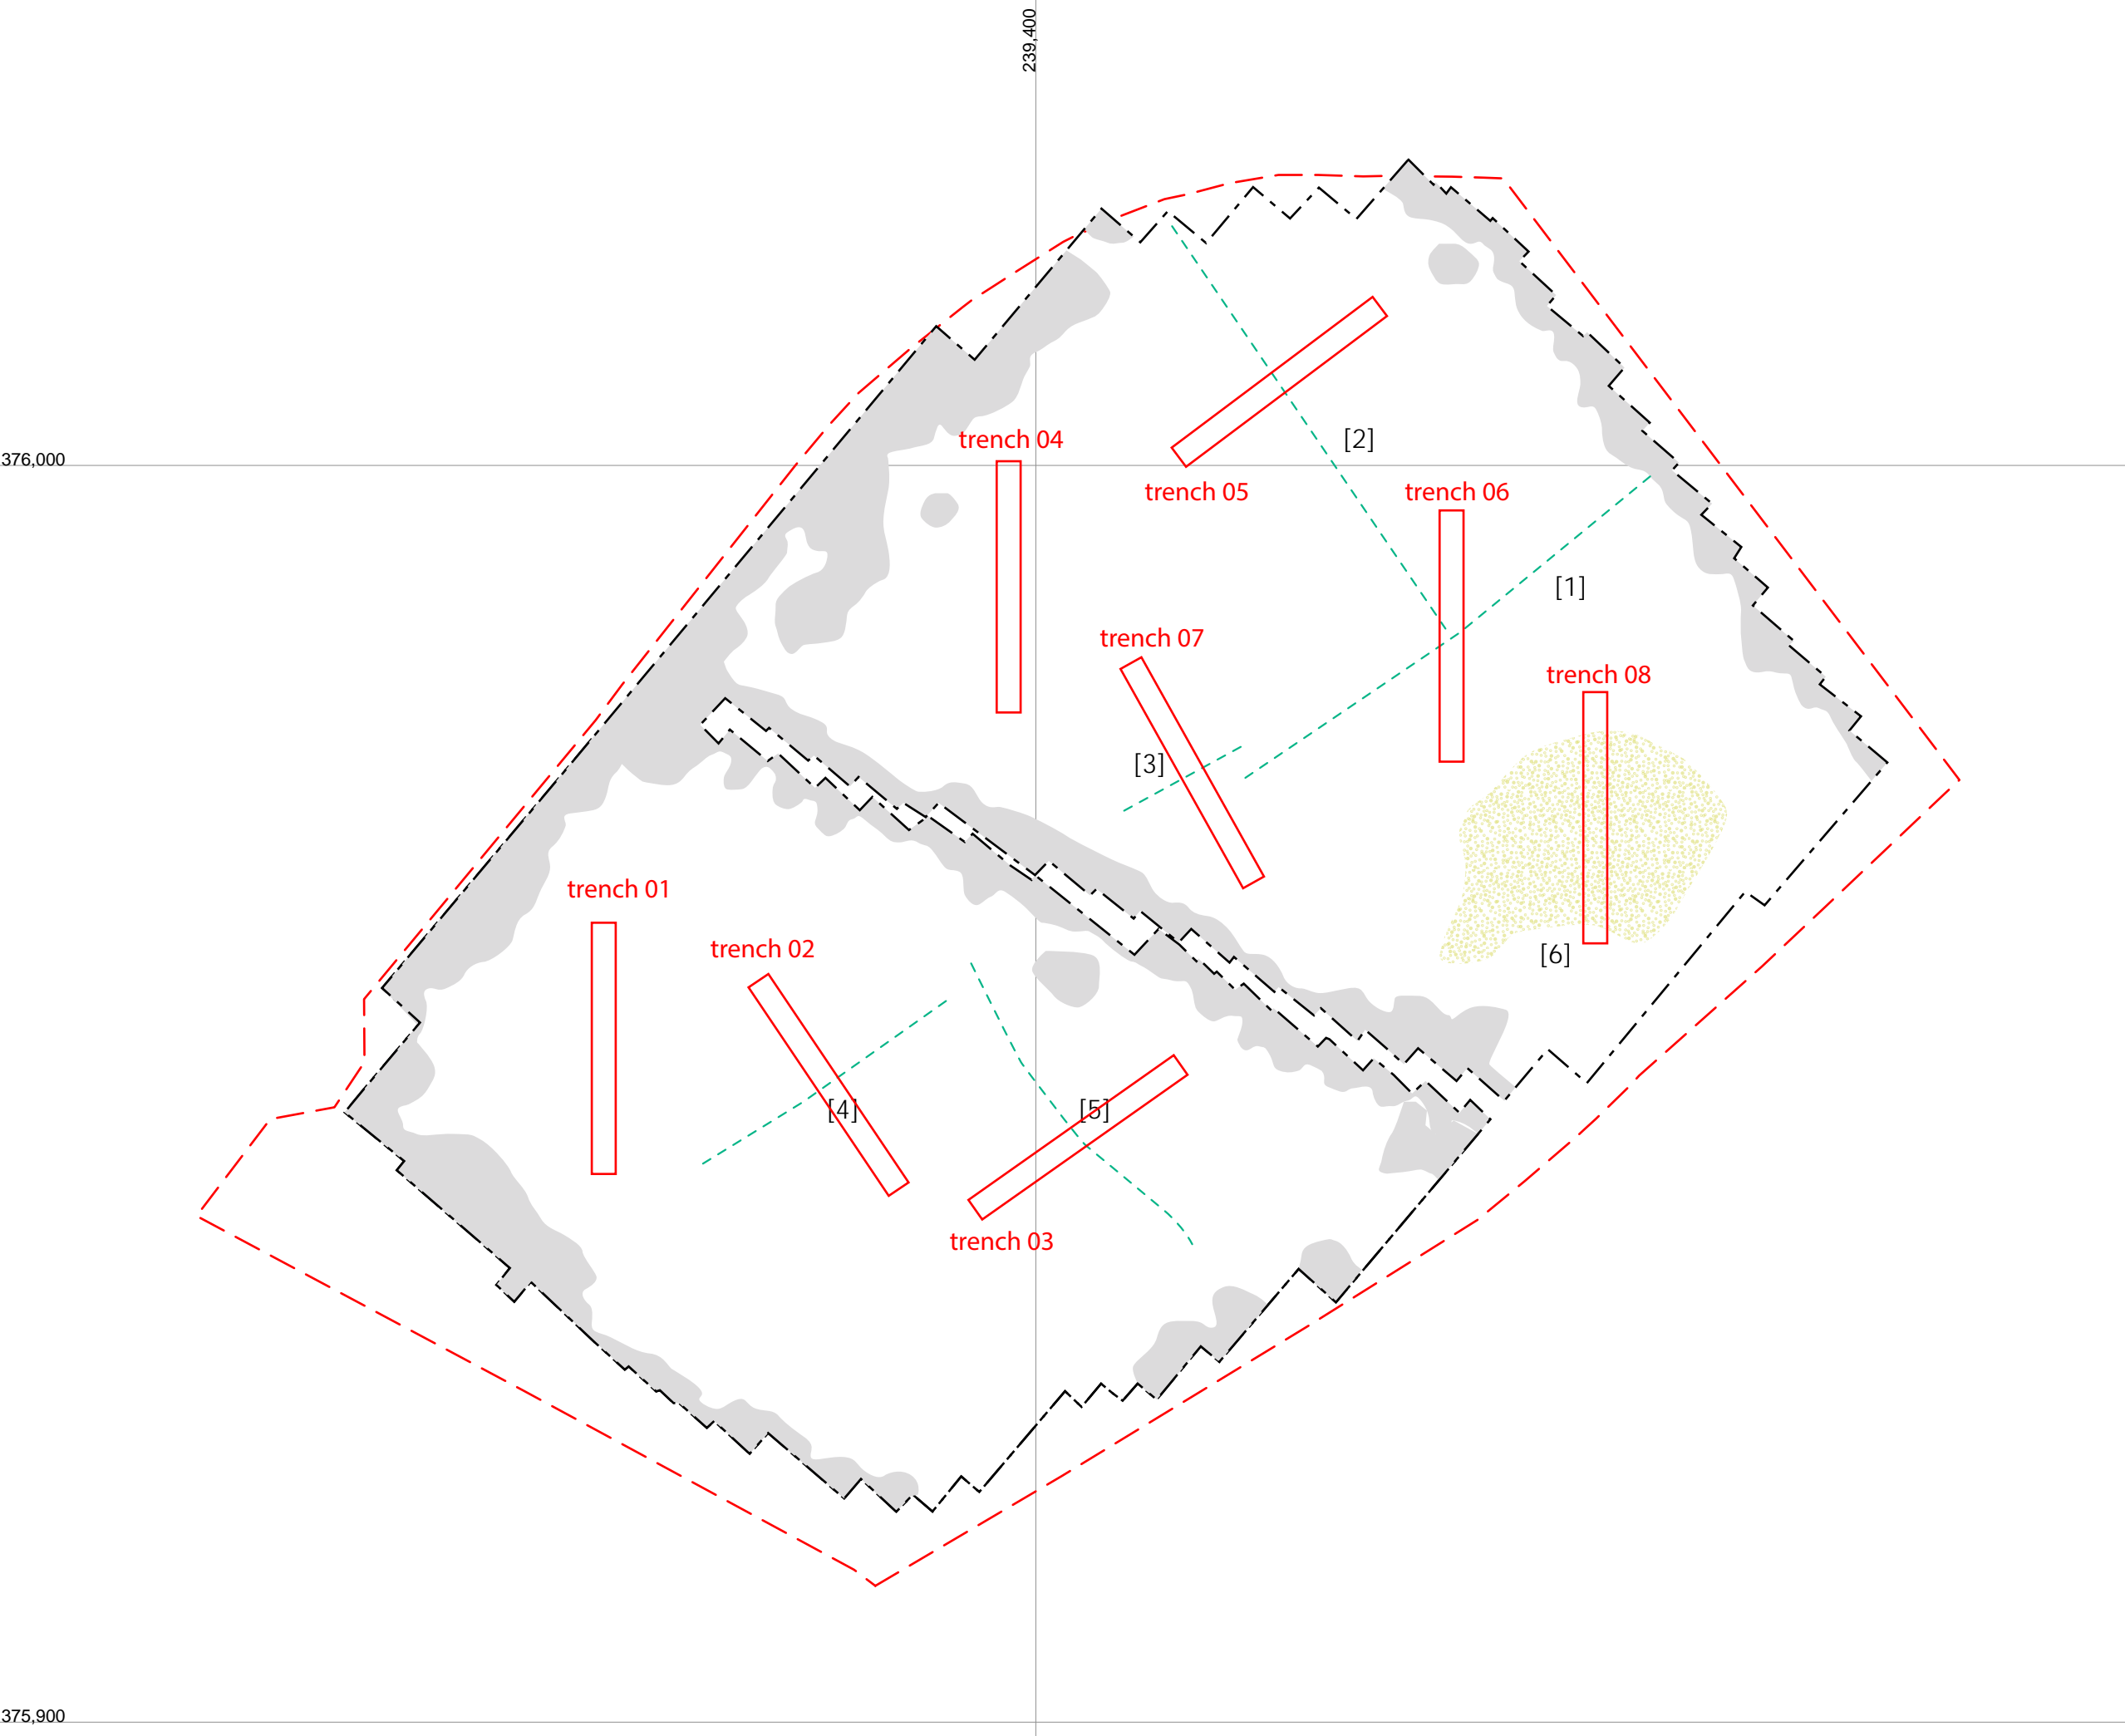 239,400
trench 04
[2]
376,000
trench 05
trench 06
[1]
trench 07
trench 08
[3]
trench 01
trench 02
[6]
[4]
[5]
trench 03
375,900